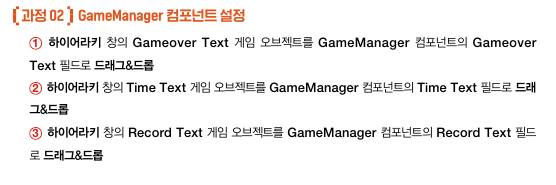 [과정 02] GameManager 컴포넌트 설정
① 하이어라키 창의 Gameover Text 게임 오브젝트를 GameManager 컴포넌트의 Gameover
Text 필드로 드래그&드롭
② 하이어라키 창의 Time Text 게임 오브젝트를 GameManager 컴포넌트의 Time Text 필드로 드래
그&드롭
③ 하이어라키 창의 Record Text 게임 오브젝트를 GameManager 컴포넌트의 Record Text 필드
로 드래그&드롭